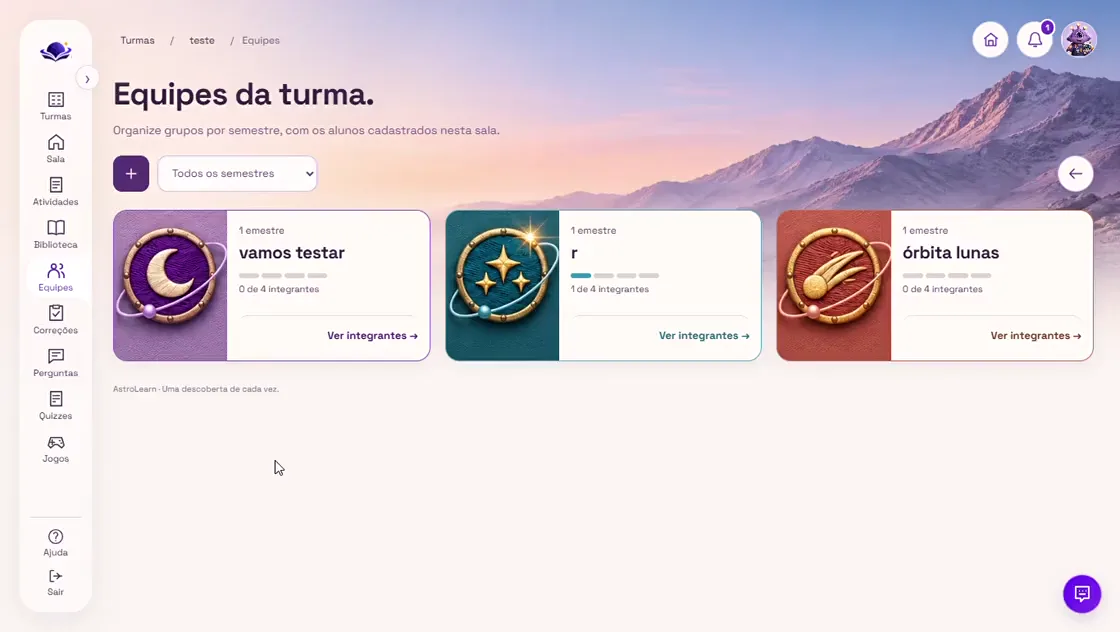 Turmas / teste / Equipes
1
Equipes da turma.
Organize grupos por semestre, com os alunos cadastrados nesta sala.
+
Todos os semestres
Turmas
Sala
Atividades
Biblioteca
Equipes
Correções
Perguntas
Quizzes
Jogos
Ajuda
Sair
1 emestre
vamos testar
0 de 4 integrantes
Ver integrantes →
1 emestre
r
1 de 4 integrantes
Ver integrantes →
1 emestre
órbita lunas
0 de 4 integrantes
Ver integrantes →
AstroLearn · Uma descoberta de cada vez.